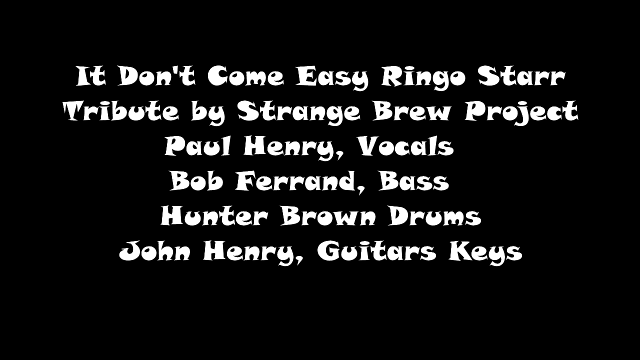 It Don't Come Easy Ringo Starr
Tribute by Strange Brew Project
Paul Henry, Vocals
Bob Ferrand, Bass
Hunter Brown Drums
John Henry, Guitars Keys